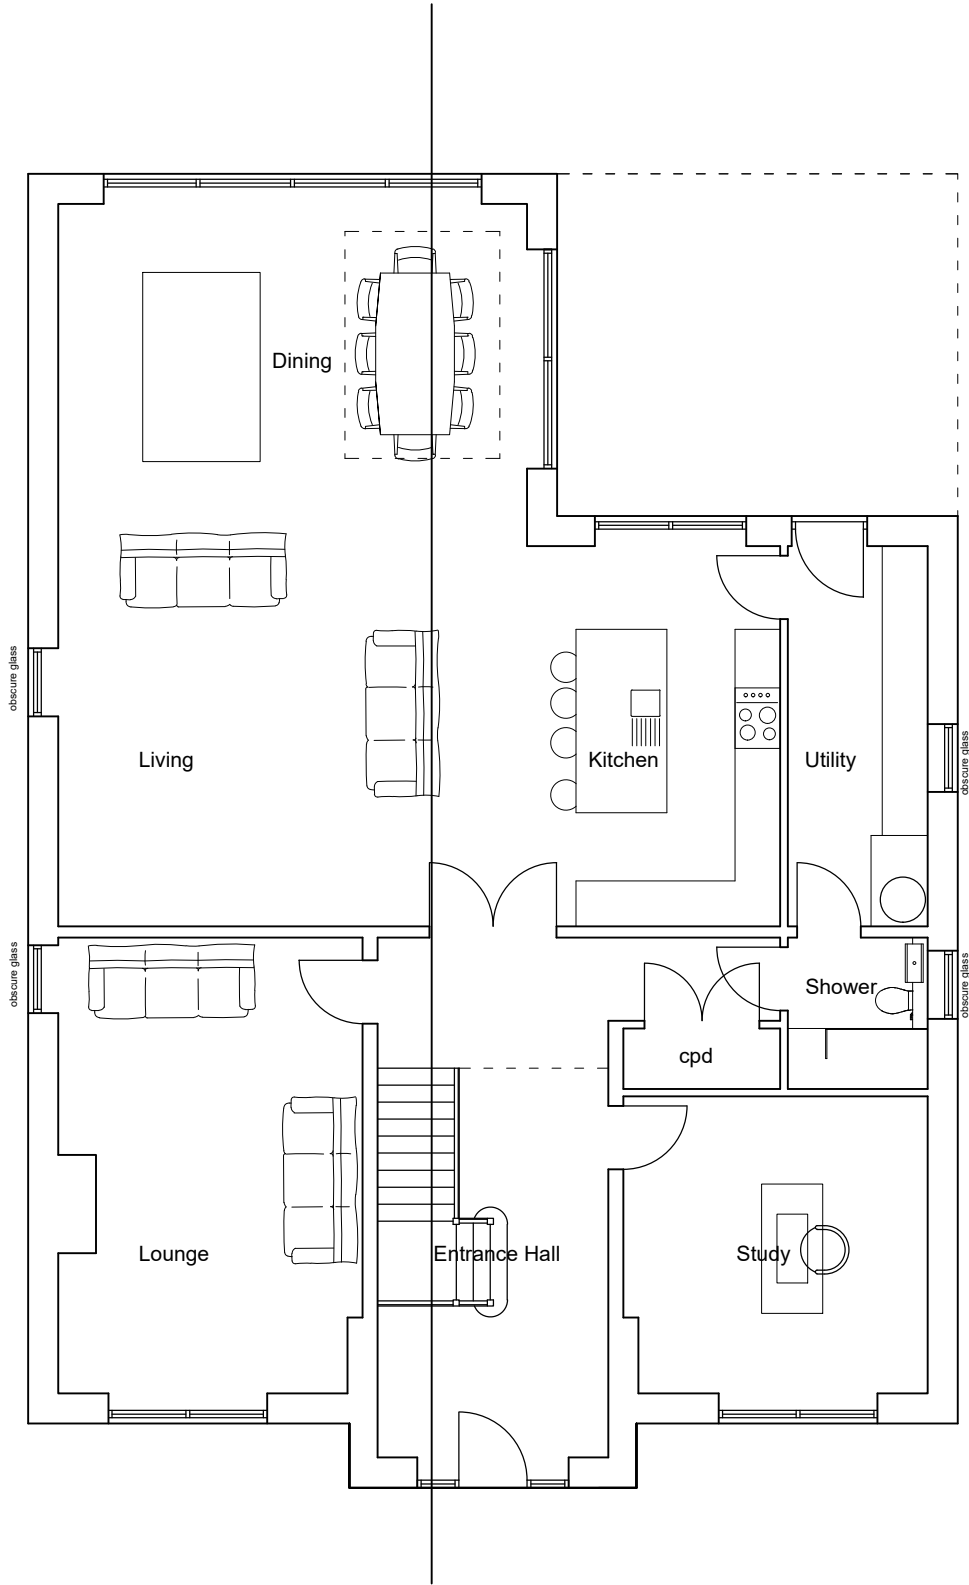 Dining
obscure glass
Living
Kitchen
Utility
obscure glass
obscure glass
Shower
obscure glass
cpd
Lounge
Entrance Hall
Study